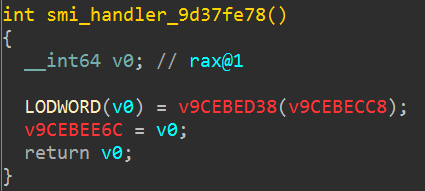 int smi_handler_9d37fe78()
{
  __int64 v0; // rax@1
  LODWORD(v0) = v9CEBED38(v9CEBECC8);
  v9CEBEE6C = v0;
  return v0;
}